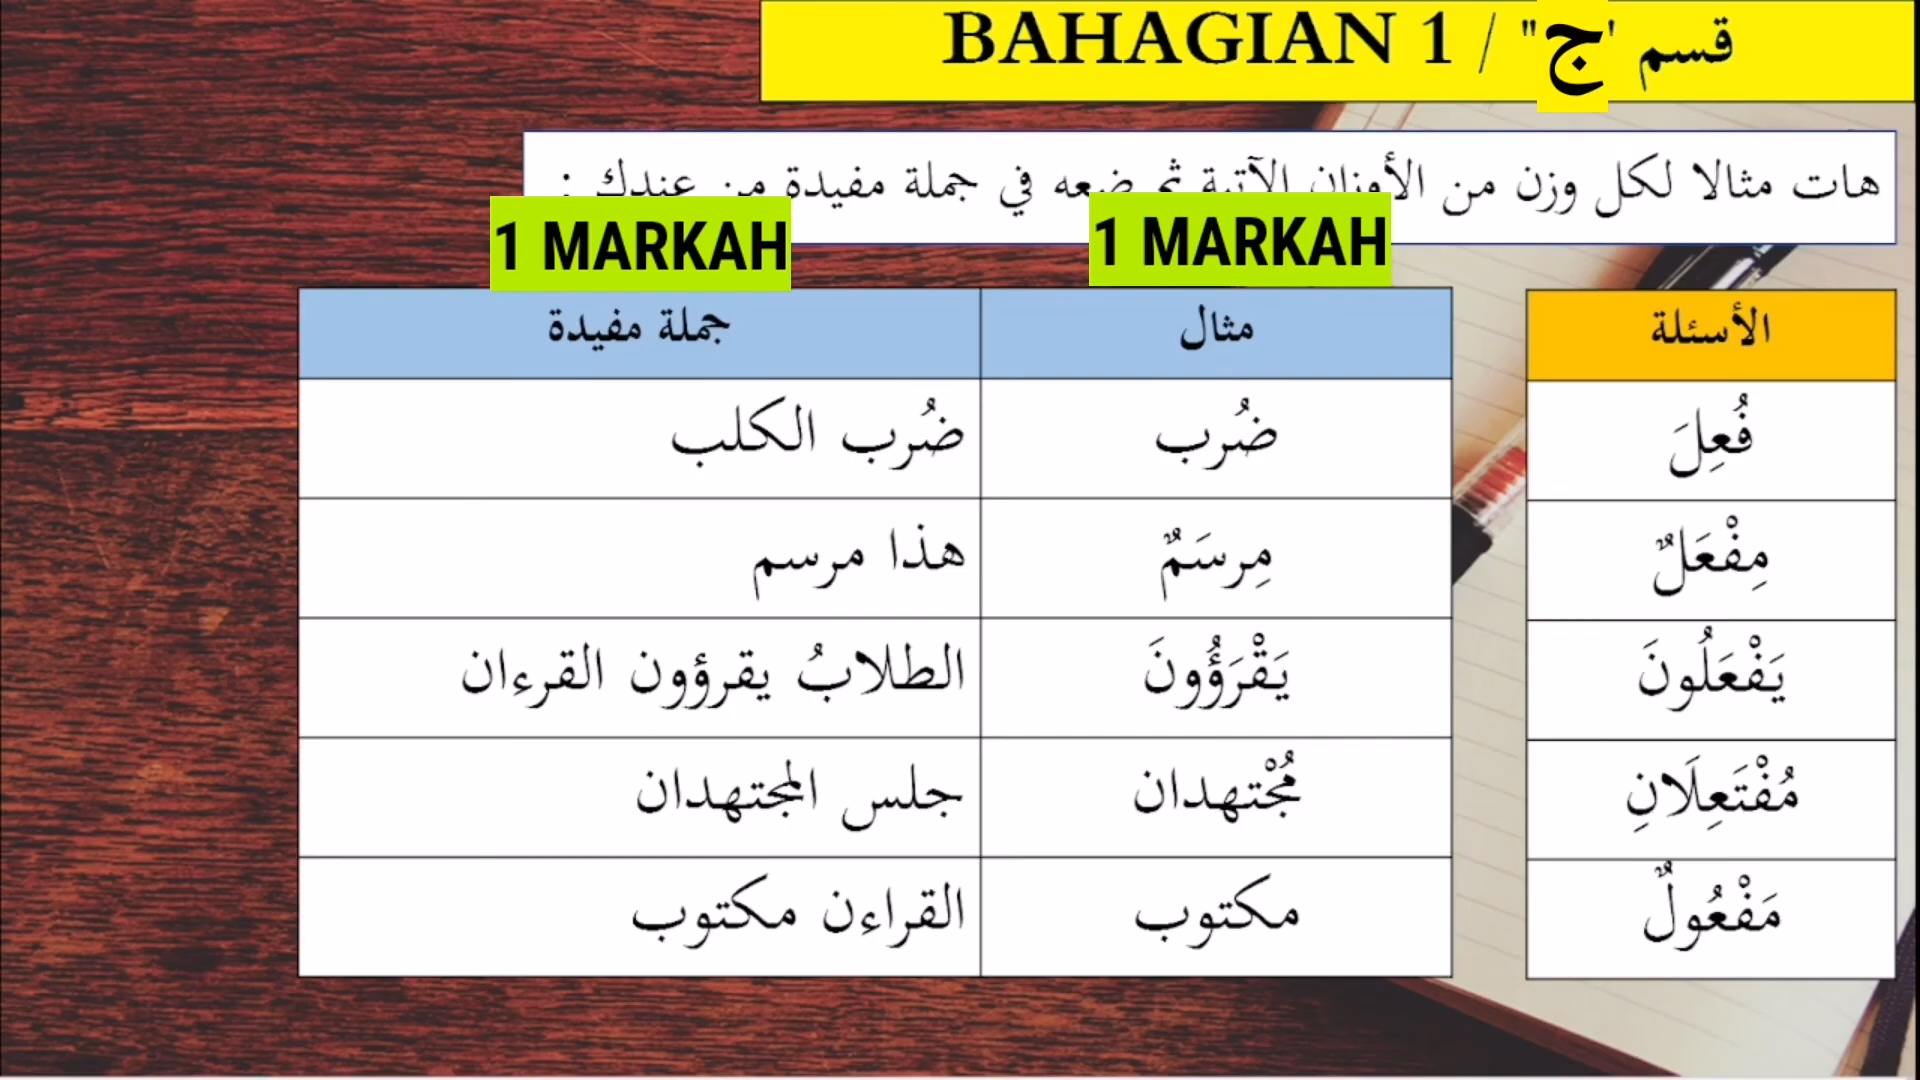 قسم "ج" / BAHAGIAN 1
هات مثالا لكل وزن من الأوزان الآتية ثم ضعه في جملة مفيدة من عندك :
1 MARKAH 1 MARKAH
الأسئلة مثال جملة مفيدة
فُعِلَ ضُرب ضُرب الكلب
مِفْعَلٌ مِرسَمٌ هذا مرسم
يَفْعَلُونَ يَقْرَؤُونَ الطلابُ يقرؤون القرءان
مُفْتَعِلَانِ مُجْتهدان جلس المجتهدان
مَفْعُولٌ مكتوب القراءن مكتوب